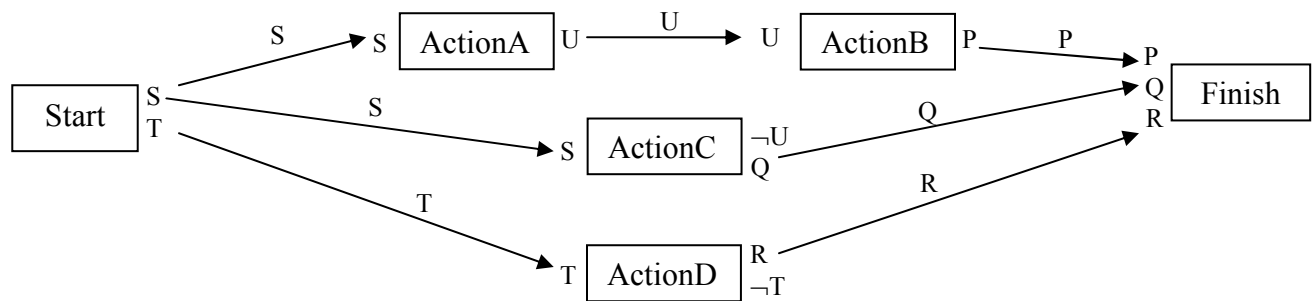 S
S
ActionA
U
U
U
ActionB
P
P
P
Q
R
Finish
Start
S
T
S
S
ActionC
¬U
Q
Q
T
T
ActionD
R
¬T
R